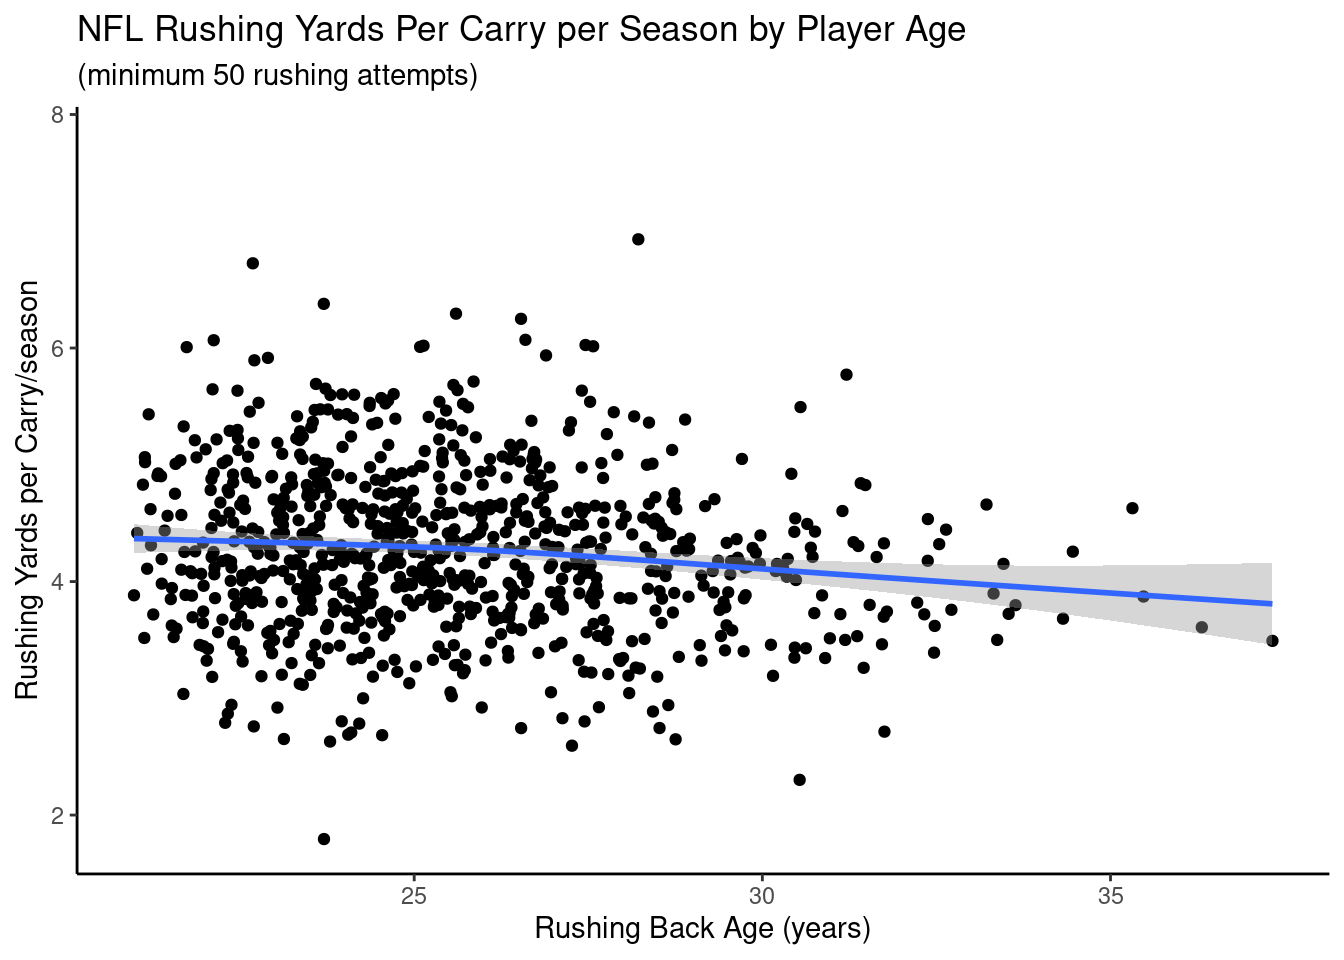 NFL Rushing Yards Per Carry per Season by Player Age
(minimum 50 rushing attempts)
8
6
4
2
Rushing Yards per Carry/season
25
30
35
Rushing Back Age (years)